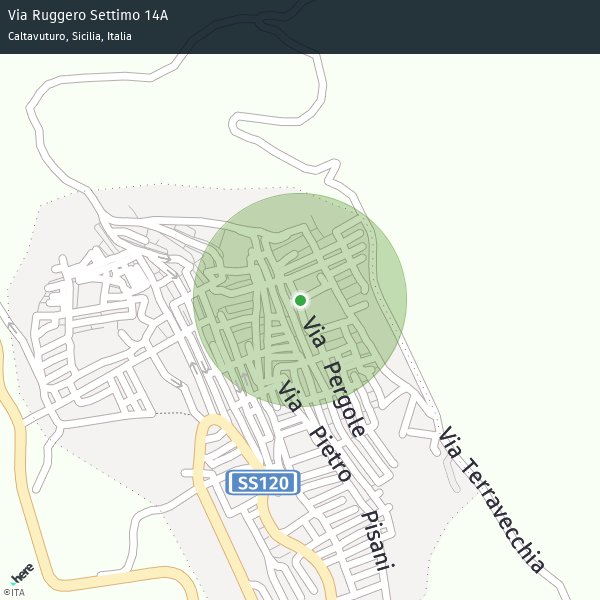 Via Ruggero Settimo 14A
Caltavuturo, Sicilia, Italia
Via Pergole
Via Pietro Pisani
Via Terravecchia
SS120
here
©ITA